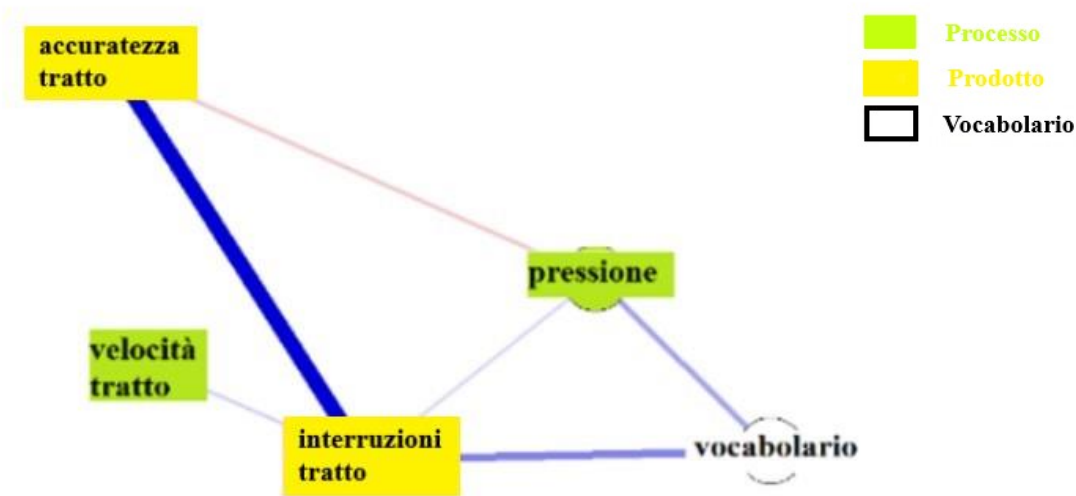 accuratezza
tratto
Processo
Prodotto
Vocabolario
pressione
velocità
tratto
interruzioni
tratto
vocabolario